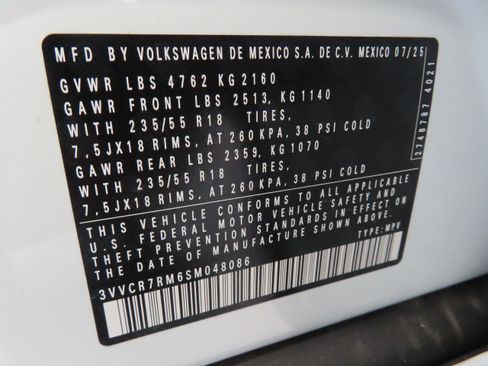 MFD BY VOLKSWAGEN DE MEXICO S.A. DE C.V. MEXICO 07/25
GVWR LBS 4762 KG 2160
GAWR FRONT LBS 2513, KG 1140
WITH 235/55 R18 TIRES,
7,5JX18 RIMS, AT 260 KPA, 38 PSI COLD
GAWR REAR LBS 2359, KG 1070
WITH 235/55 R18 TIRES,
7,5JX18 RIMS, AT 260 KPA, 38 PSI COLD
THIS VEHICLE CONFORMS TO ALL APPLICABLE
U.S. FEDERAL MOTOR VEHICLE SAFETY AND
THEFT PREVENTION STANDARDS IN EFFECT ON
THE DATE OF MANUFACTURE SHOWN ABOVE.
3VVCR7RM6SM048086 TYPE: MPV
2748787 4021